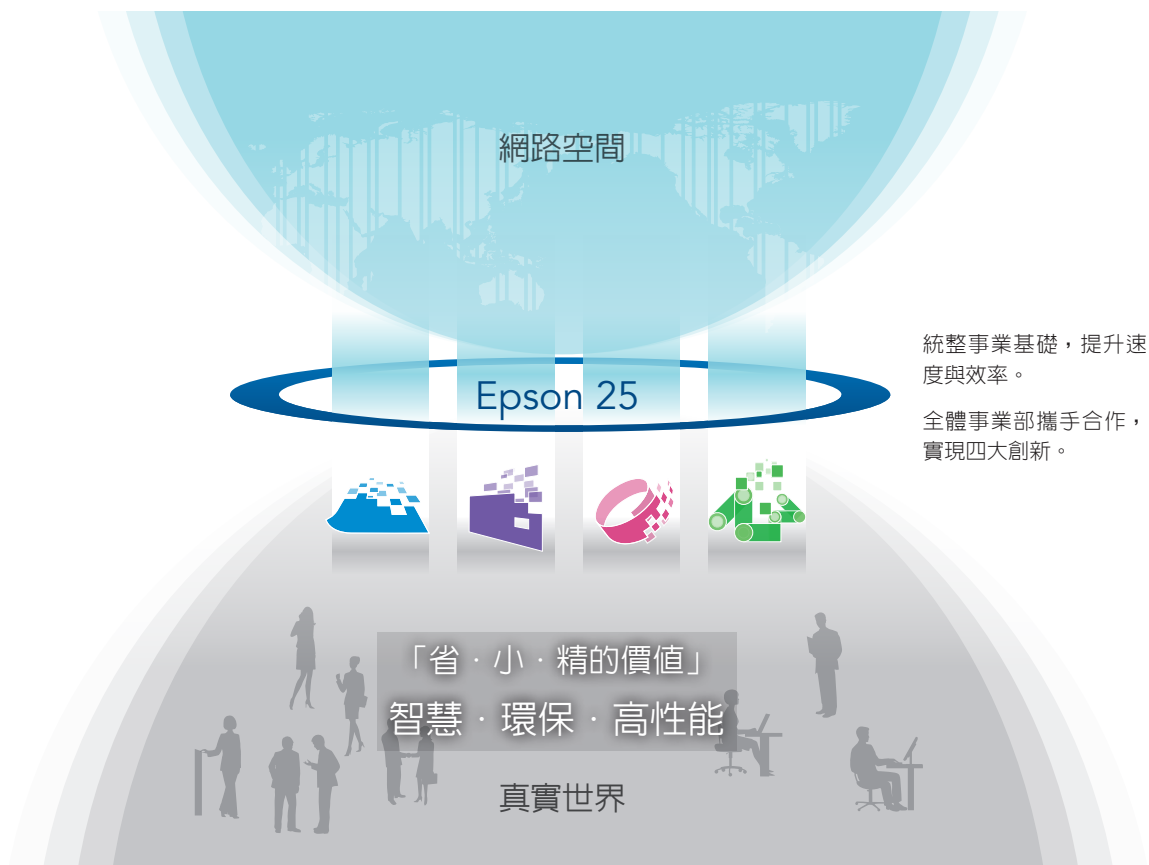 網路空間
統整事業基礎，提升速
度與效率。
Epson 25
全體事業部攜手合作，
實現四大創新。
「省‧小‧精的價值」
智慧‧環保‧高性能
真實世界